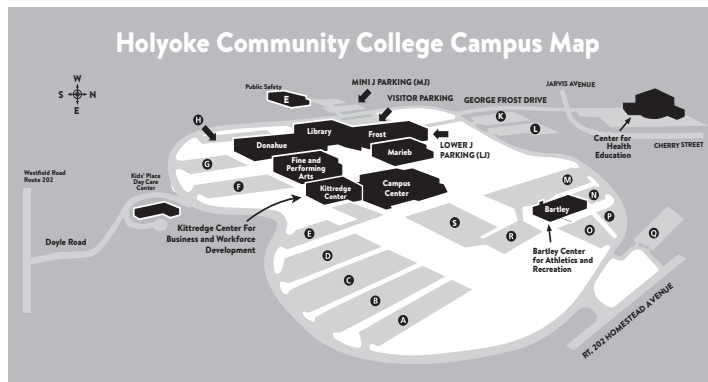 Holyoke Community College Campus Map
W
S
N
E
Public Safety
E
MINI J PARKING (MJ)
VISITOR PARKING
GEORGE FROST DRIVE
JARVIS AVENUE
H
K
L
Library
Frost
Donahue
LOWER J
PARKING (LJ)
Center for
Health
Education
CHERRY STREET
Marieb
G
Fine and
Performing
Arts
Westfield Road
Route 202
Kids' Place
Day Care
Center
F
Kittredge
Center
Campus
Center
M
N
Bartley
P
Kittredge Center For
Business and Workforce
Development
E
S
R
O
Q
Doyle Road
D
Bartley Center
for Athletics and
Recreation
C
B
A
RT. 202 HOMESTEAD AVENUE